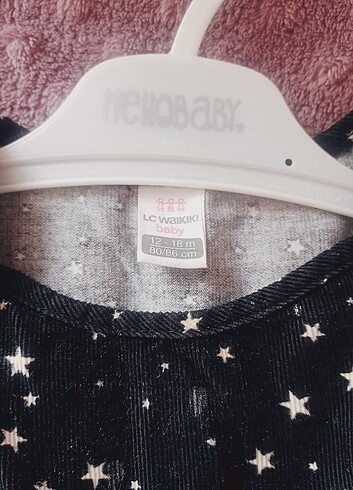 HELLOBABY.
LC WAIKIKI
baby
12 - 18 m
80/86 cm